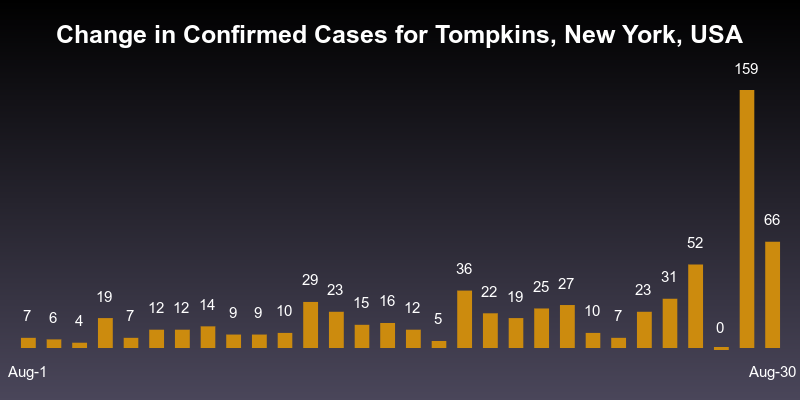 Change in Confirmed Cases for Tompkins, New York, USA
7 6 4 19 7 12 12 14 9 9 10 29 23 15 16 12 5 36 22 19 25 27 10 7 23 31 52 0 159 66
Aug-1 Aug-30